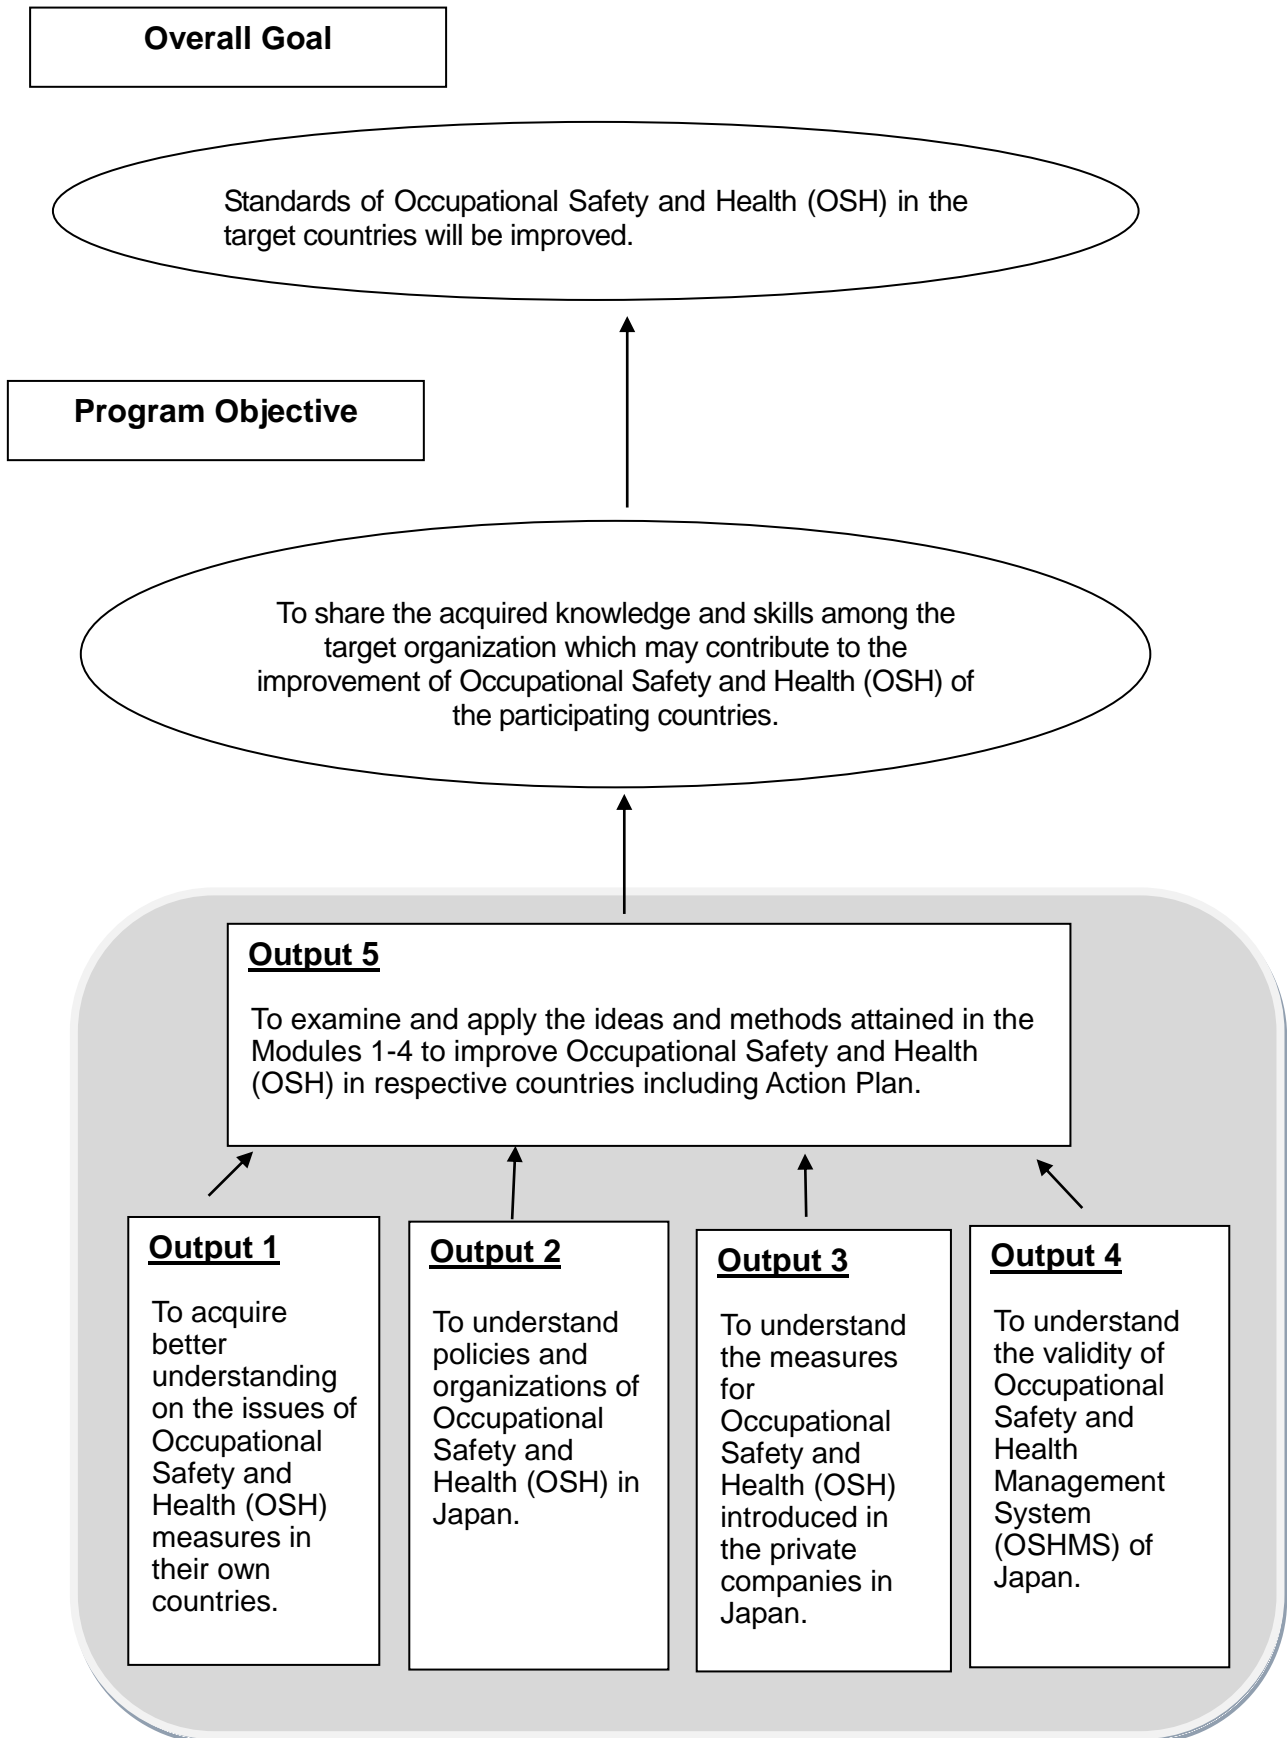 Overall Goal
Standards of Occupational Safety and Health (OSH) in the
target countries will be improved.
Program Objective
To share the acquired knowledge and skills among the
target organization which may contribute to the
improvement of Occupational Safety and Health (OSH) of
the participating countries.
Output 5
To examine and apply the ideas and methods attained in the
Modules 1-4 to improve Occupational Safety and Health
(OSH) in respective countries including Action Plan.
Output 1
To acquire
better
understanding
on the issues of
Occupational
Safety and
Health (OSH)
measures in
their own
countries.
Output 2
To understand
policies and
organizations of
Occupational
Safety and
Health (OSH) in
Japan.
Output 3
To understand
the measures
for
Occupational
Safety and
Health (OSH)
introduced in
the private
companies in
Japan.
Output 4
To understand
the validity of
Occupational
Safety and
Health
Management
System
(OSHMS) of
Japan.